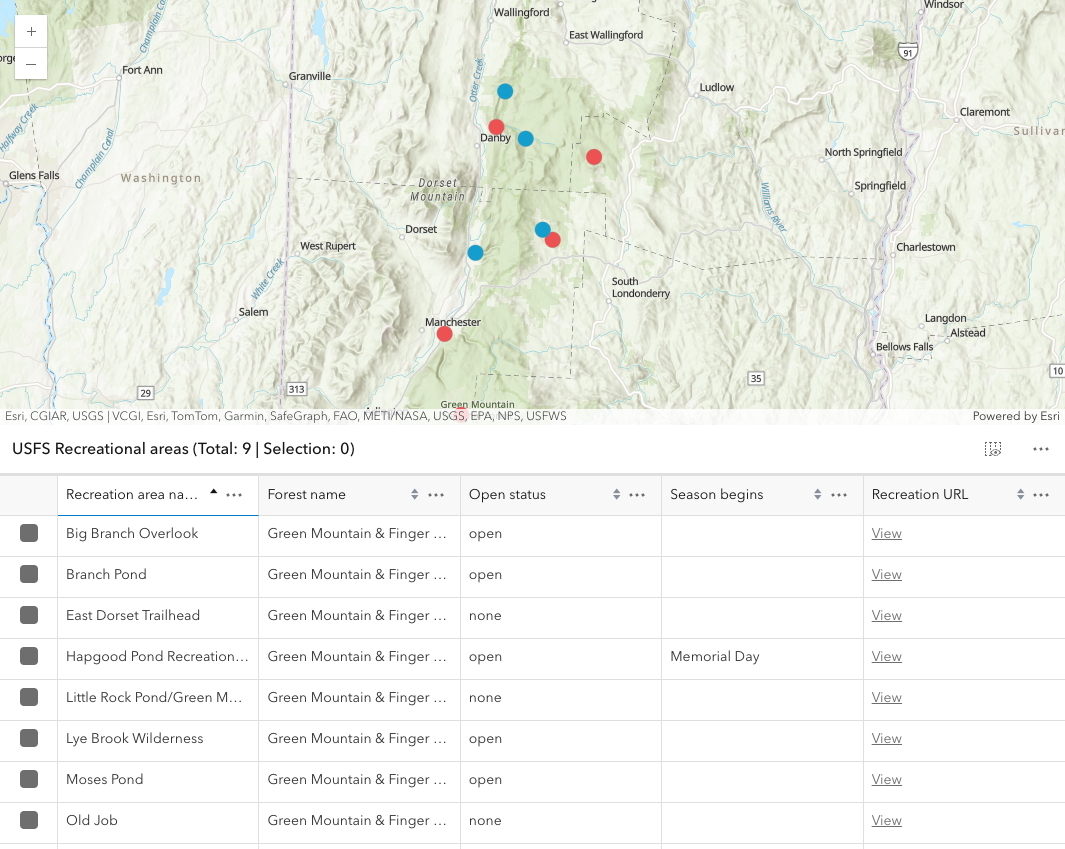 Windsor
Wallingford
East Wallingford
91
Champlain Canal
Fort Ann
Granville
Otter Creek
Ludlow
Halfway Creek
Champlain Canal
Claremont
Danby
Sullivan
North Springfield
Glens Falls
Washington
Dorset
Mountain
Springfield
Williams River
Dorset
West Rupert
Charlestown
White Creek
South
Londonderry
Salem
Manchester
Langdon
Alstead
Bellows Falls
10
35
313
29
Green Mountain
Esri, CGIAR, USGS | VCGI, Esri, TomTom, Garmin, SafeGraph, FAO, METI/NASA, USGS, EPA, NPS, USFWS
Powered by Esri
USFS Recreational areas (Total: 9 | Selection: 0)
Recreation area na… Forest name Open status Season begins Recreation URL
Big Branch Overlook Green Mountain & Finger … open View
Branch Pond Green Mountain & Finger … open View
East Dorset Trailhead Green Mountain & Finger … none View
Hapgood Pond Recreation… Green Mountain & Finger … open Memorial Day View
Little Rock Pond/Green M… Green Mountain & Finger … none View
Lye Brook Wilderness Green Mountain & Finger … open View
Moses Pond Green Mountain & Finger … open View
Old Job Green Mountain & Finger … none View